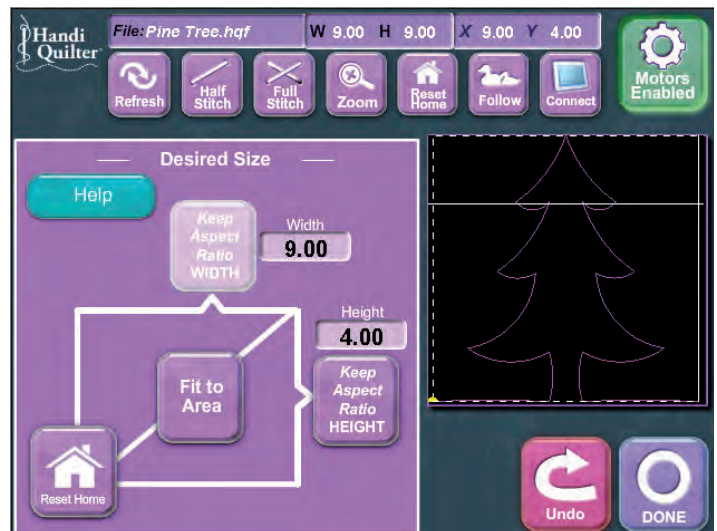 Handi
Quilter
File: Pine Tree.hqf W 9.00 H 9.00 X 9.00 Y 4.00
Refresh
Half
Stitch
Full
Stitch
Zoom
Reset
Home
Follow
Connect
Motors
Enabled
Desired Size
Help
Keep
Aspect
Ratio
WIDTH
Width
9.00
Height
4.00
Fit to
Area
Keep
Aspect
Ratio
HEIGHT
Reset Home
Undo
DONE